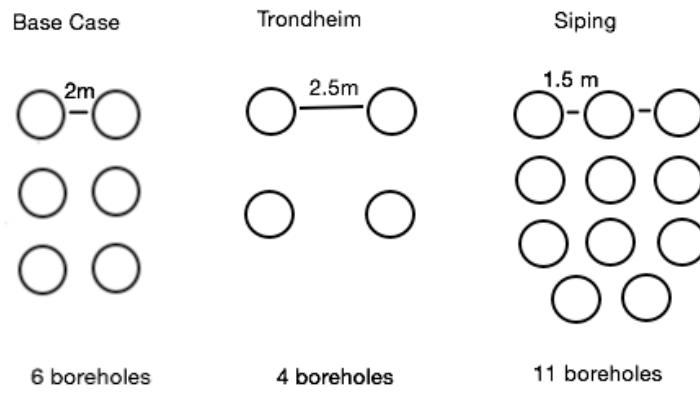 Base Case
Trondheim
Siping
2m
2.5m
1.5 m
6 boreholes
4 boreholes
11 boreholes